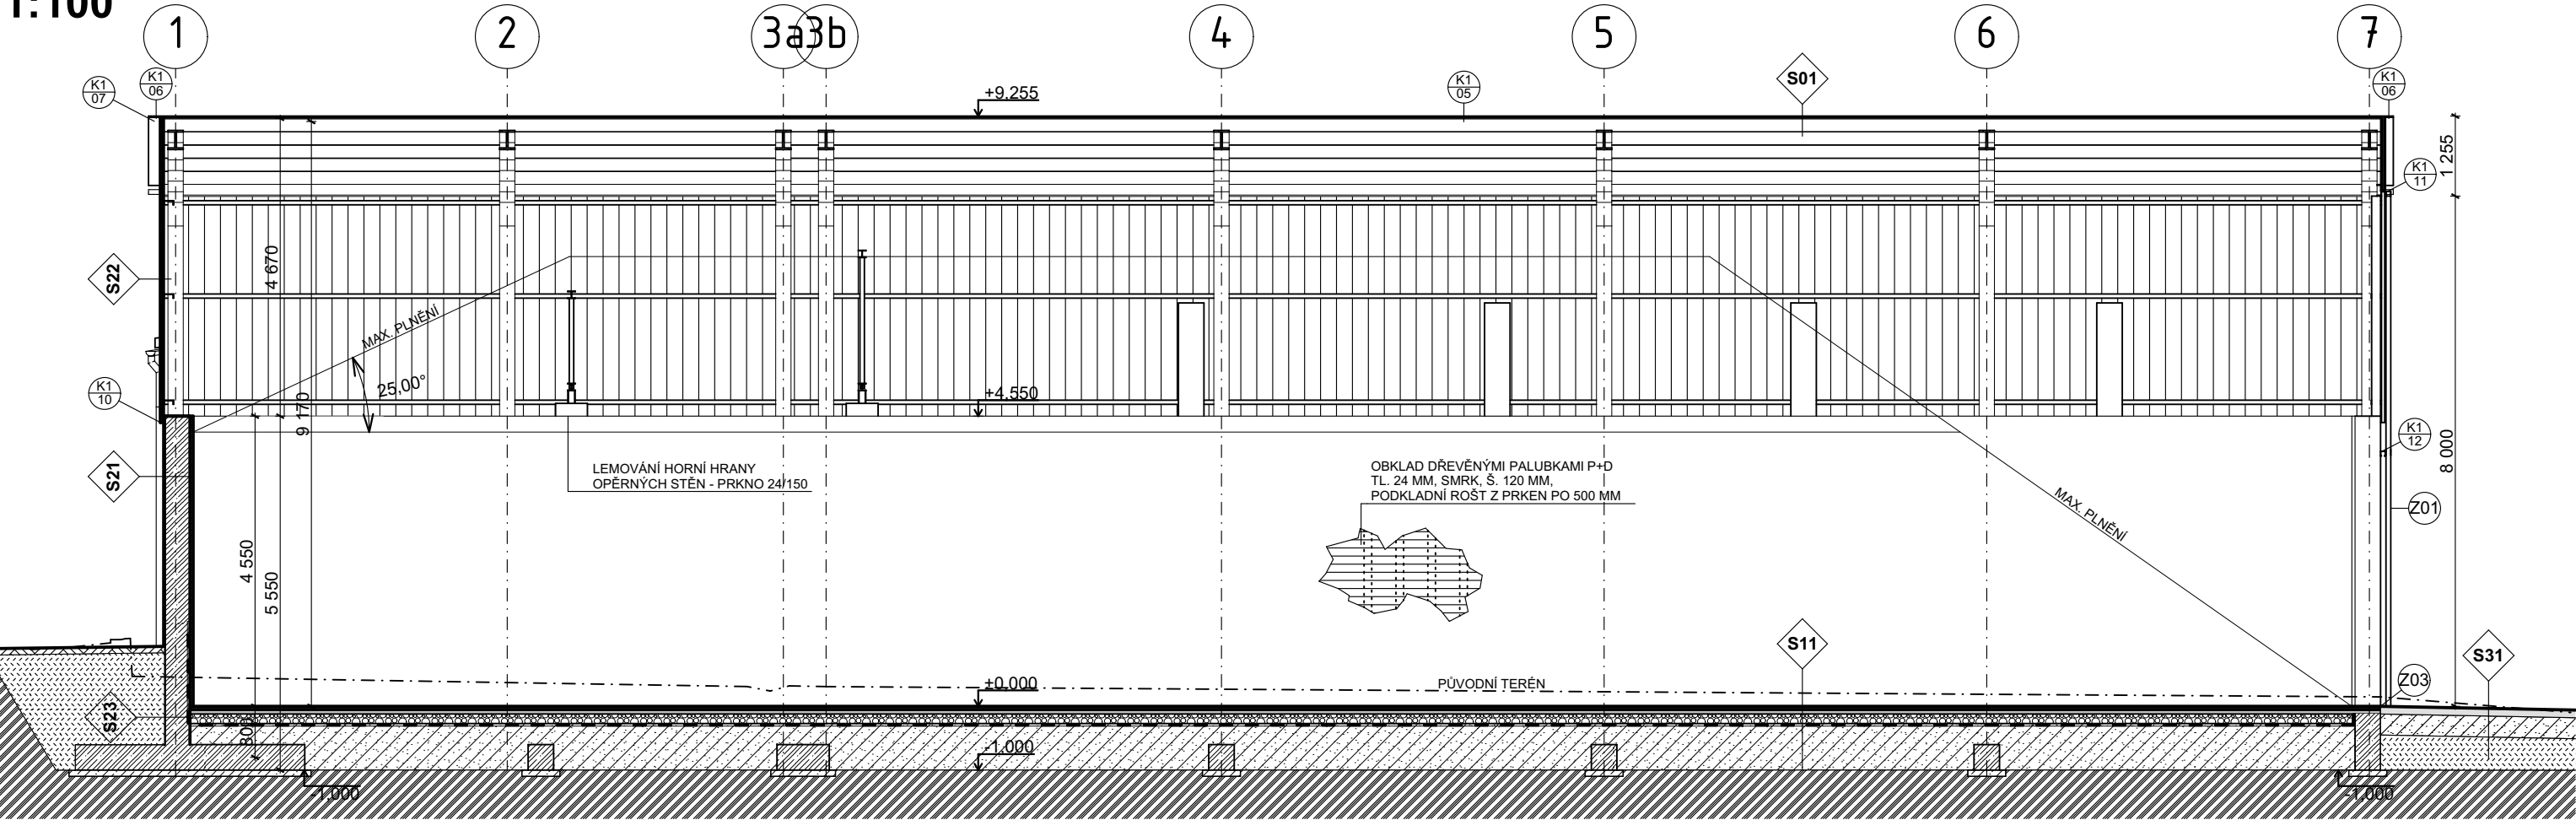 1:100
1
2
3a
3b
4
5
6
7
K1
07
K1
06
+9.255
K1
05
S01
K1
06
1 255
K1
11
S22
4 670
MAX. PLNĚNÍ
25,00°
K1
10
9 170
+4.550
K1
12
8 000
S21
LEMOVÁNÍ HORNÍ HRANY
OPĚRNÝCH STĚN - PRKNO 24/150
OBKLAD DŘEVĚNÝMI PALUBKAMI P+D
TL. 24 MM, SMRK, Š. 120 MM,
PODKLADNÍ ROŠT Z PRKEN PO 500 MM
MAX. PLNĚNÍ
Z01
4 550
5 550
S11
S31
+0.000
PŮVODNÍ TERÉN
Z03
S23
800
-1.000
-1,000
-1,000